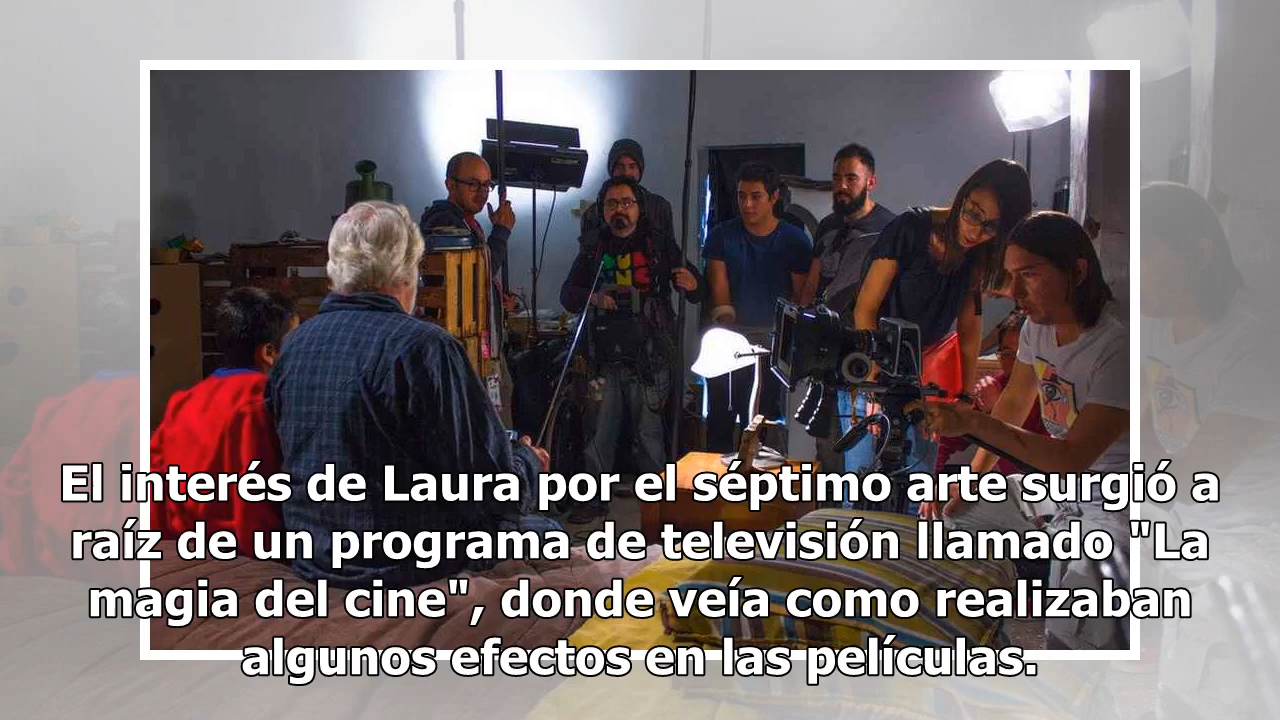 El interés de Laura por el séptimo arte surgió a
raíz de un programa de televisión llamado "La
magia del cine", donde veía como realizaban
algunos efectos en las películas.